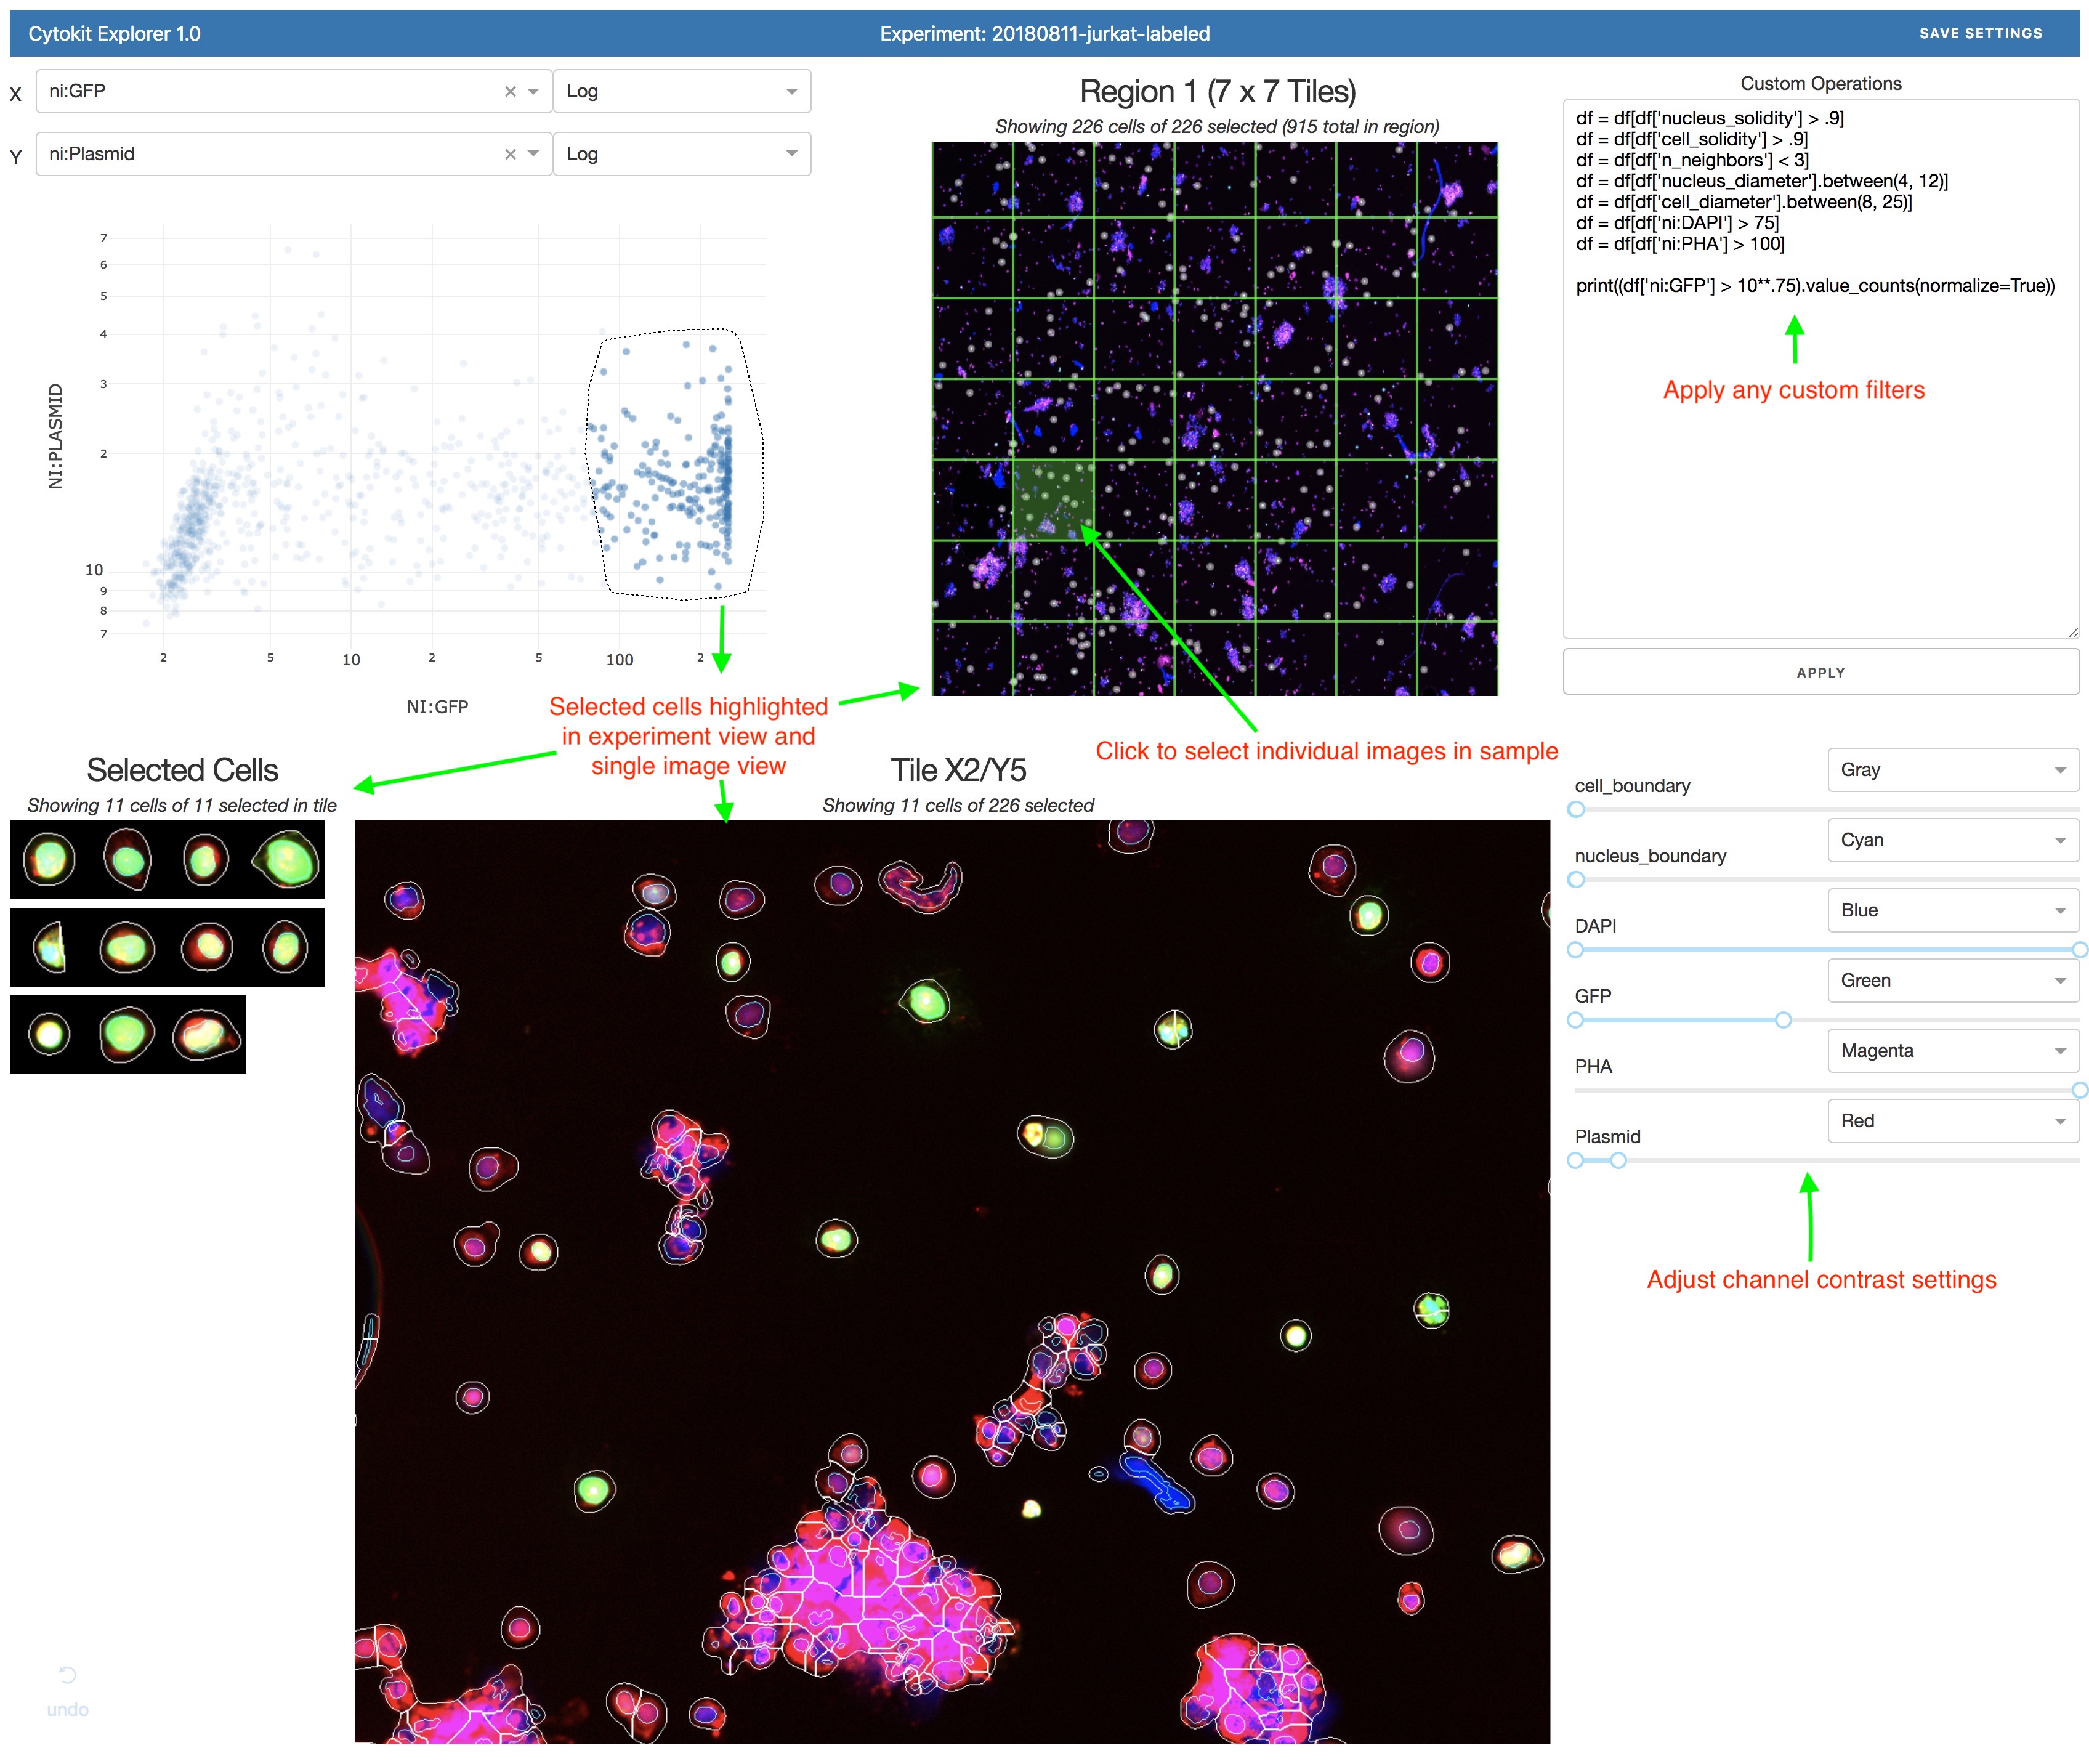 Cytokit Explorer 1.0
Experiment: 20180811-jurkat-labeled
SAVE SETTINGS
X
ni:GFP
×
Log
Y
ni:Plasmid
×
Log
7
6
5
4
3
2
10
9
8
7
NI:PLASMID
2
5
10
2
5
100
2
NI:GFP
Region 1 (7 x 7 Tiles)
Showing 226 cells of 226 selected (915 total in region)
Custom Operations
df = df[df['nucleus_solidity'] > .9]
df = df[df['cell_solidity'] > .9]
df = df[df['n_neighbors'] < 3]
df = df[df['nucleus_diameter'].between(4, 12)]
df = df[df['cell_diameter'].between(8, 25)]
df = df[df['ni:DAPI'] > 75]
df = df[df['ni:PHA'] > 100]
print((df['ni:GFP'] > 10**.75).value_counts(normalize=True))
Apply any custom filters
APPLY
Selected cells highlighted
in experiment view and
single image view
Click to select individual images in sample
Selected Cells
Showing 11 cells of 11 selected in tile
Tile X2/Y5
Showing 11 cells of 226 selected
cell_boundary
Gray
nucleus_boundary
Cyan
DAPI
Blue
GFP
Green
PHA
Magenta
Plasmid
Red
Adjust channel contrast settings
undo